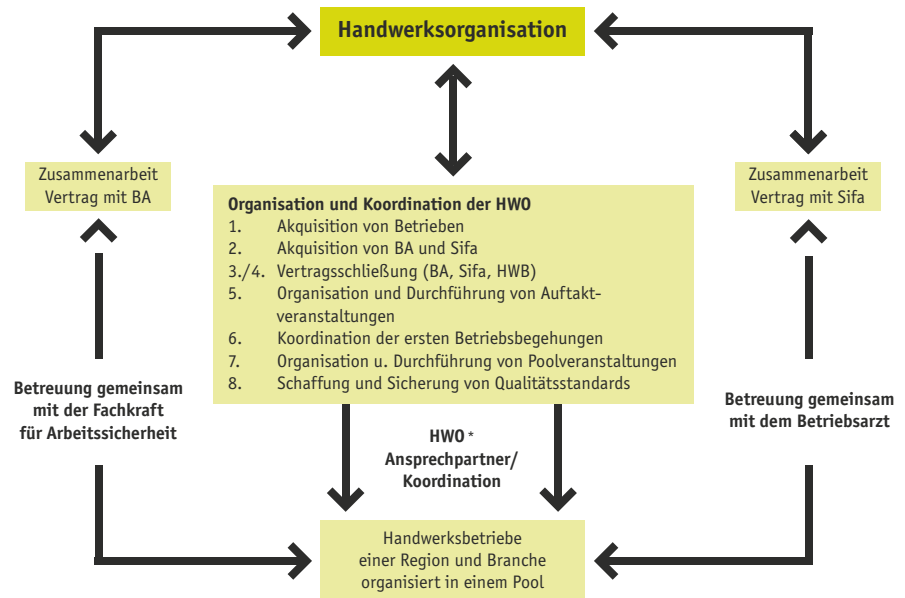 Handwerksorganisation
Zusammenarbeit
Vertrag mit BA
Zusammenarbeit
Vertrag mit Sifa
Organisation und Koordination der HWO
1. Akquisition von Betrieben
2. Akquisition von BA und Sifa
3./4. Vertragsschließung (BA, Sifa, HWB)
5. Organisation und Durchführung von Auftakt-
veranstaltungen
6. Koordination der ersten Betriebsbegehungen
7. Organisation u. Durchführung von Poolveranstaltungen
8. Schaffung und Sicherung von Qualitätsstandards
Betreuung gemeinsam
mit der Fachkraft
für Arbeitssicherheit
Betreuung gemeinsam
mit dem Betriebsarzt
HWO *
Ansprechpartner/
Koordination
Handwerksbetriebe
einer Region und Branche
organisiert in einem Pool